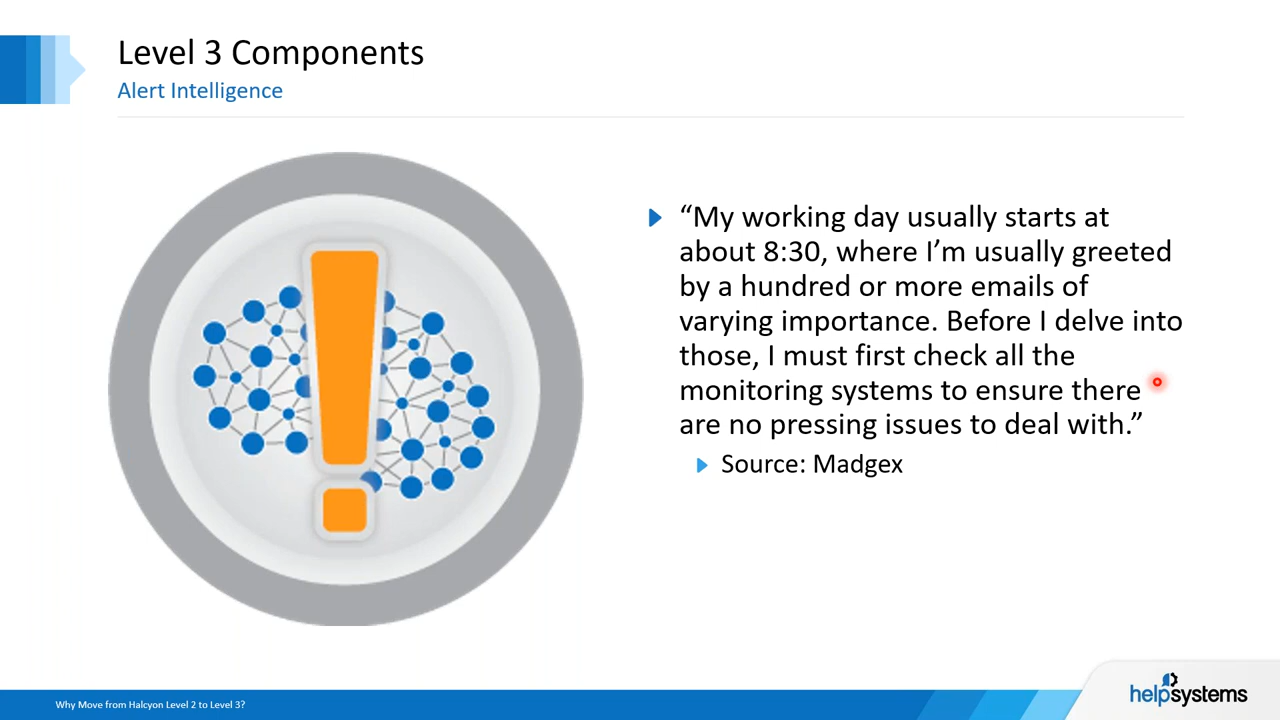 Level 3 Components
Alert Intelligence
“My working day usually starts at
about 8:30, where I’m usually greeted
by a hundred or more emails of
varying importance. Before I delve into
those, I must first check all the
monitoring systems to ensure there
are no pressing issues to deal with.”
Source: Madgex
Why Move from Halcyon Level 2 to Level 3?
helpsystems